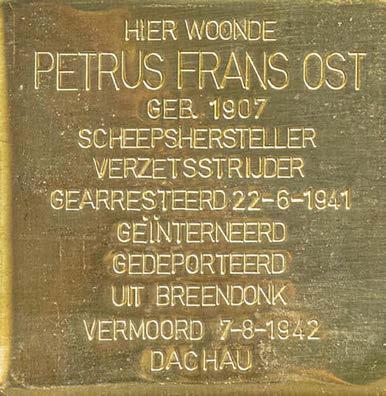 HIER WOONDE
PETRUS FRANS OST
GEB. 1907
SCHEEPSHERSTELLER
VERZETSSTRIJDER
GEARRESTEERD 22-6-1941
GEÏNTERNEERD
GEDEPORTEERD
UIT BREENDONK
VERMOORD 7-8-1942
DACHAU